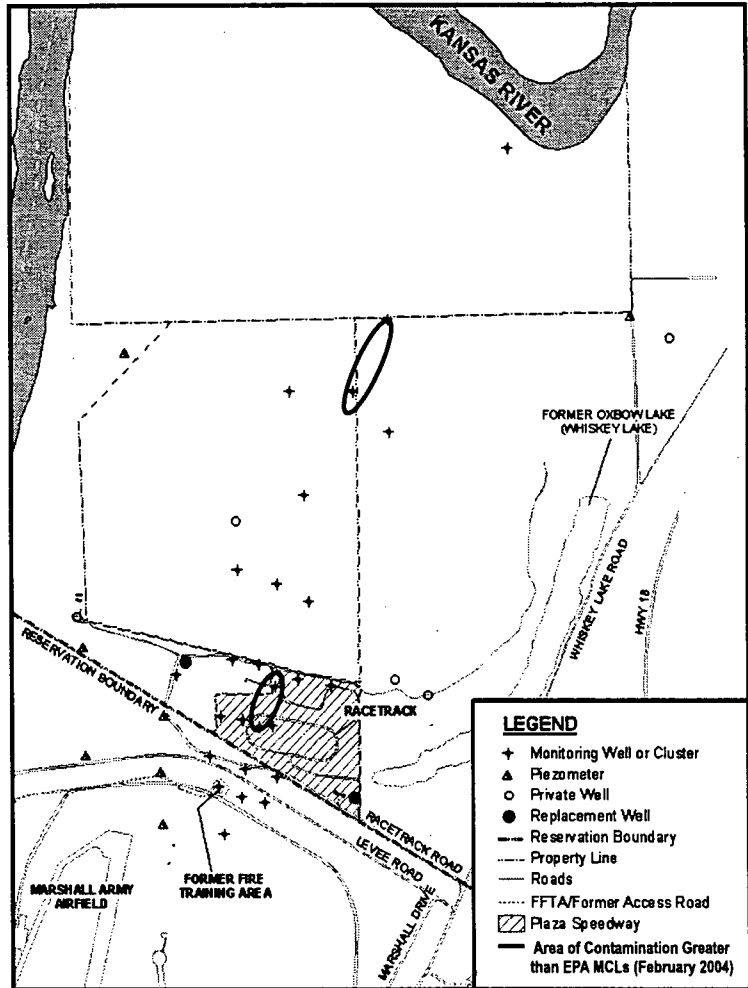 KANSAS RIVER
FORMER OXBOW LAKE
(WHISKEY LAKE)
WHISKEY LAKE ROAD
HWY 18
RESERVATION BOUNDARY
RACETRACK
RACETRACK ROAD
LEVEE ROAD
MARSHALL DRIVE
FORMER FIRE
TRAINING AREA
MARSHALL ARMY
AIRFIELD
LEGEND
Monitoring Well or Cluster
Piezometer
Private Well
Replacement Well
Reservation Boundary
Property Line
Roads
FFTA/Former Access Road
Plaza Speedway
Area of Contamination Greater
than EPA MCLs (February 2004)